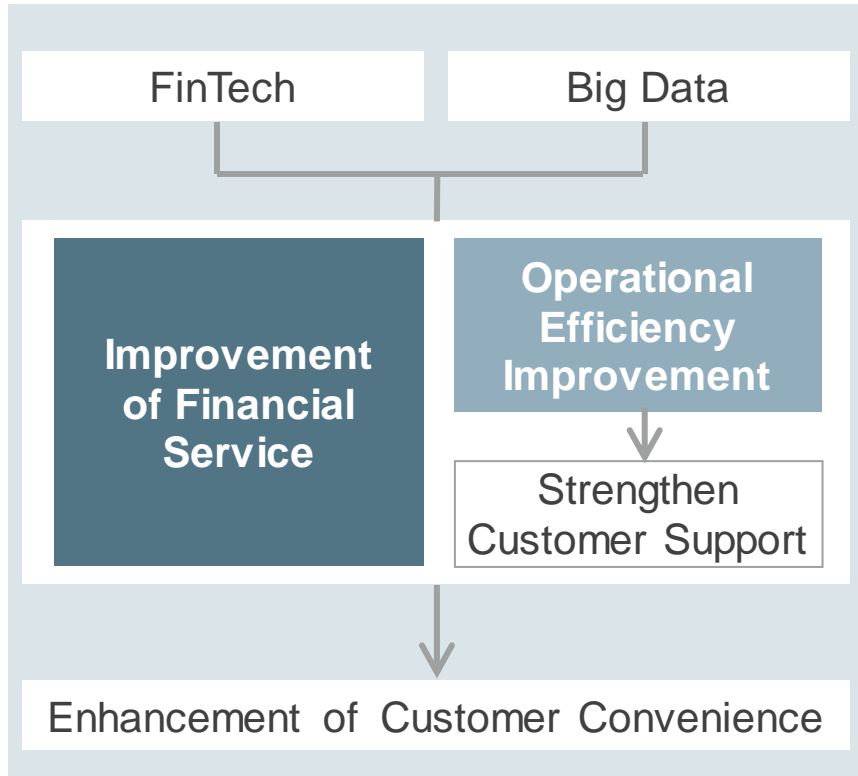 FinTech
Big Data
Improvement
of Financial
Service
Operational
Efficiency
Improvement
Strengthen
Customer Support
Enhancement of Customer Convenience